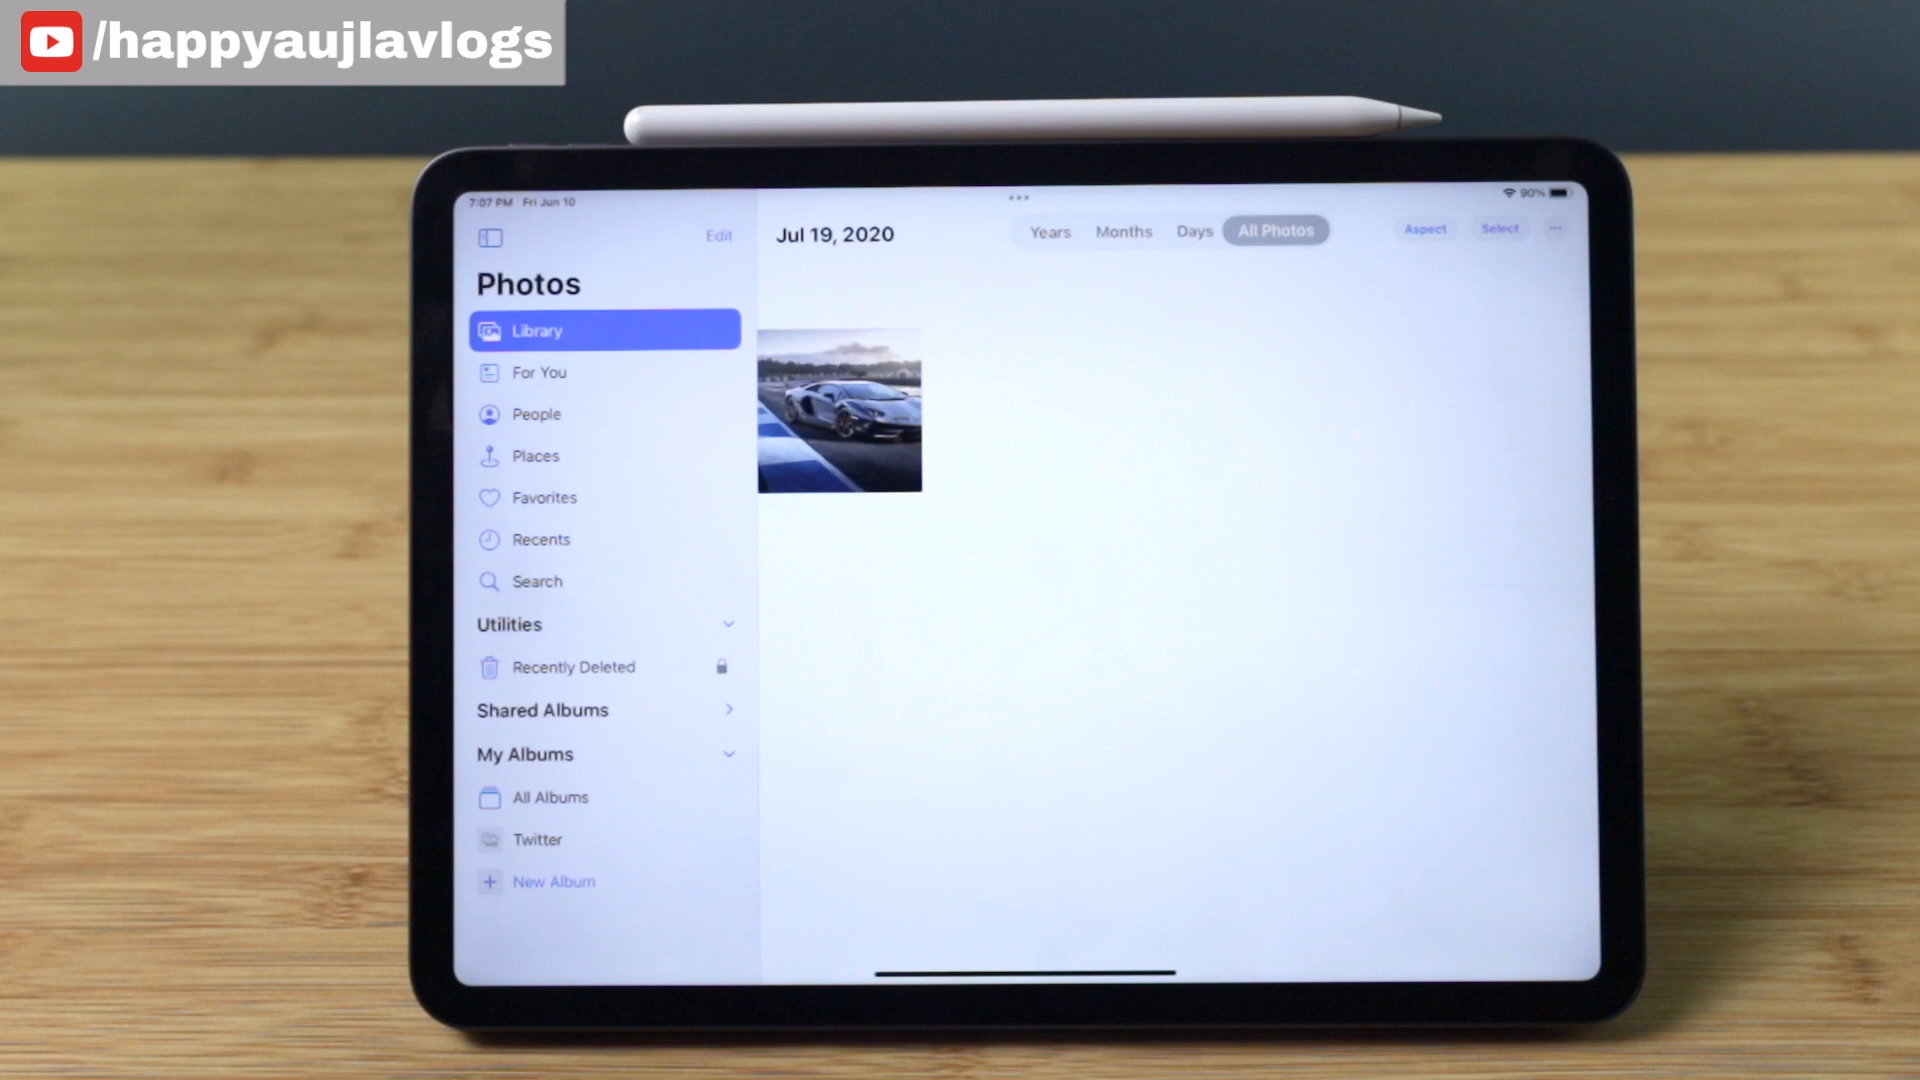 /happyaujlavlogs
7:07 PM Fri Jun 10
90%
Edit
Jul 19, 2020
Years Months Days All Photos
Aspect Select
Photos
Library
For You
People
Places
Favorites
Recents
Search
Utilities
Recently Deleted
Shared Albums
My Albums
All Albums
Twitter
New Album